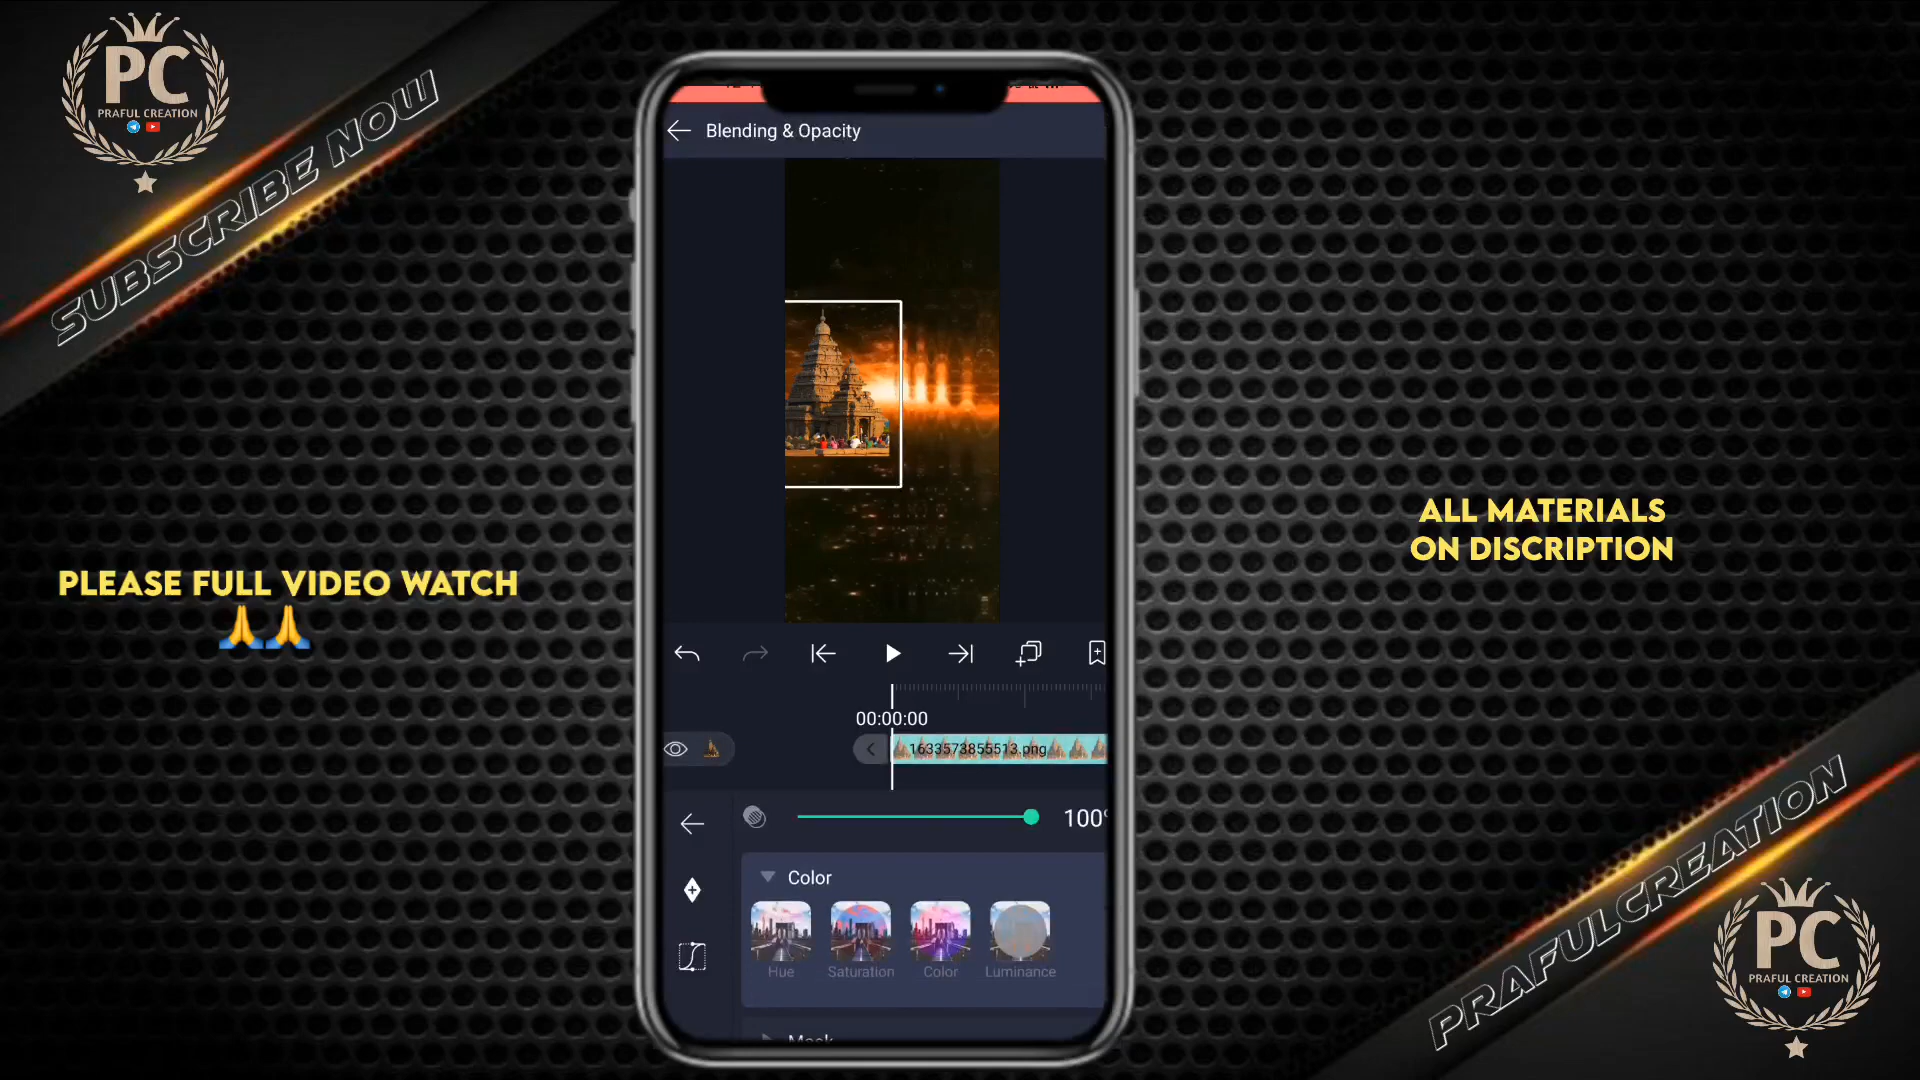 PC
PRAFUL CREATION
SUBSCRIBE NOW
Blending & Opacity
PLEASE FULL VIDEO WATCH
ALL MATERIALS
ON DISCRIPTION
00:00:00
1633573855513.png
100
Color
Hue
Saturation
Color
Luminance
PRAFULCREATION
PC
PRAFUL CREATION